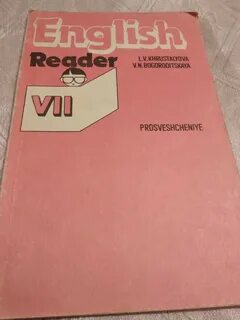 English
Reader
L.V.KHRUSTALYOVA
V.N.BOGORODITSKAYA
VII
PROSVESHCHENIYE